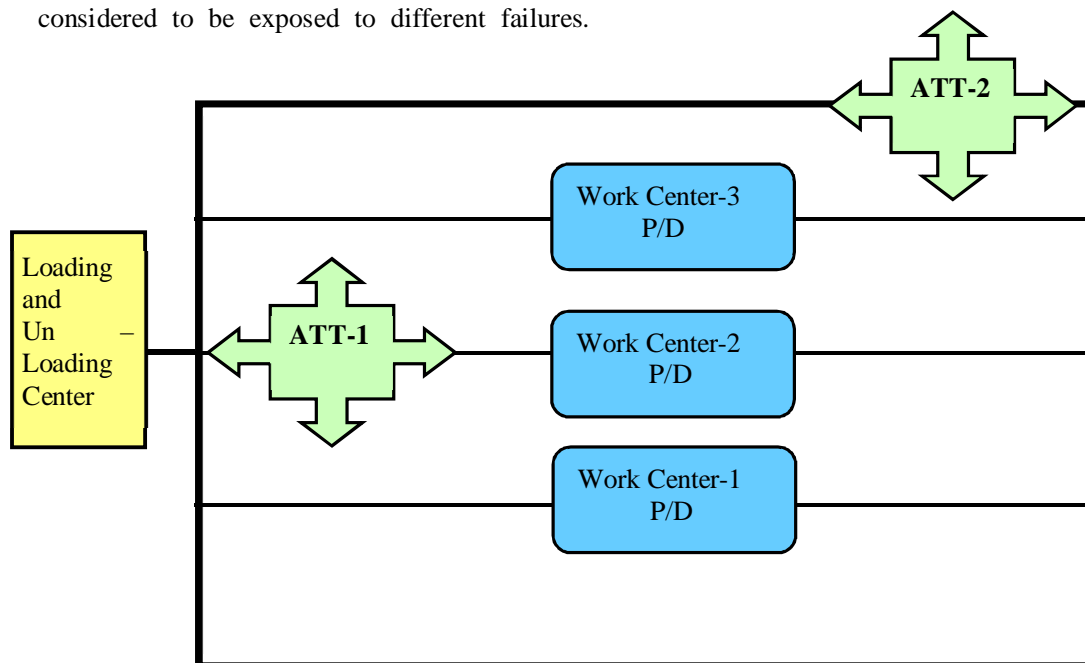 considered to be exposed to different failures.
ATT-2
Work Center-3
P/D
Loading
and
Un –
Loading
Center
ATT-1
Work Center-2
P/D
Work Center-1
P/D